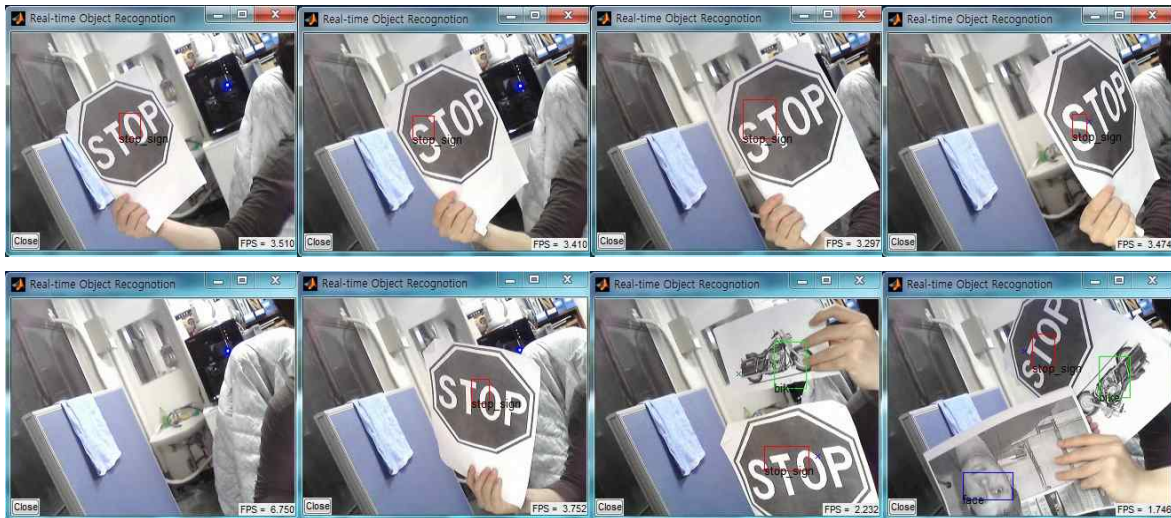 Real-time Object Recognotion
STOP
stop_sign
Close
FPS = 3.510
Real-time Object Recognotion
STOP
stop_sign
Close
FPS = 3.410
Real-time Object Recognotion
STOP
stop_sign
Close
FPS = 3.297
Real-time Object Recognotion
STOP
stop_sign
Close
FPS = 3.474
Real-time Object Recognotion
Close
FPS = 6.750
Real-time Object Recognotion
STOP
stop_sign
Close
FPS = 3.752
Real-time Object Recognotion
bike
STOP
stop_sign
Close
FPS = 2.232
Real-time Object Recognotion
STOP
stop_sign
bike
face
Close
FPS = 1.746